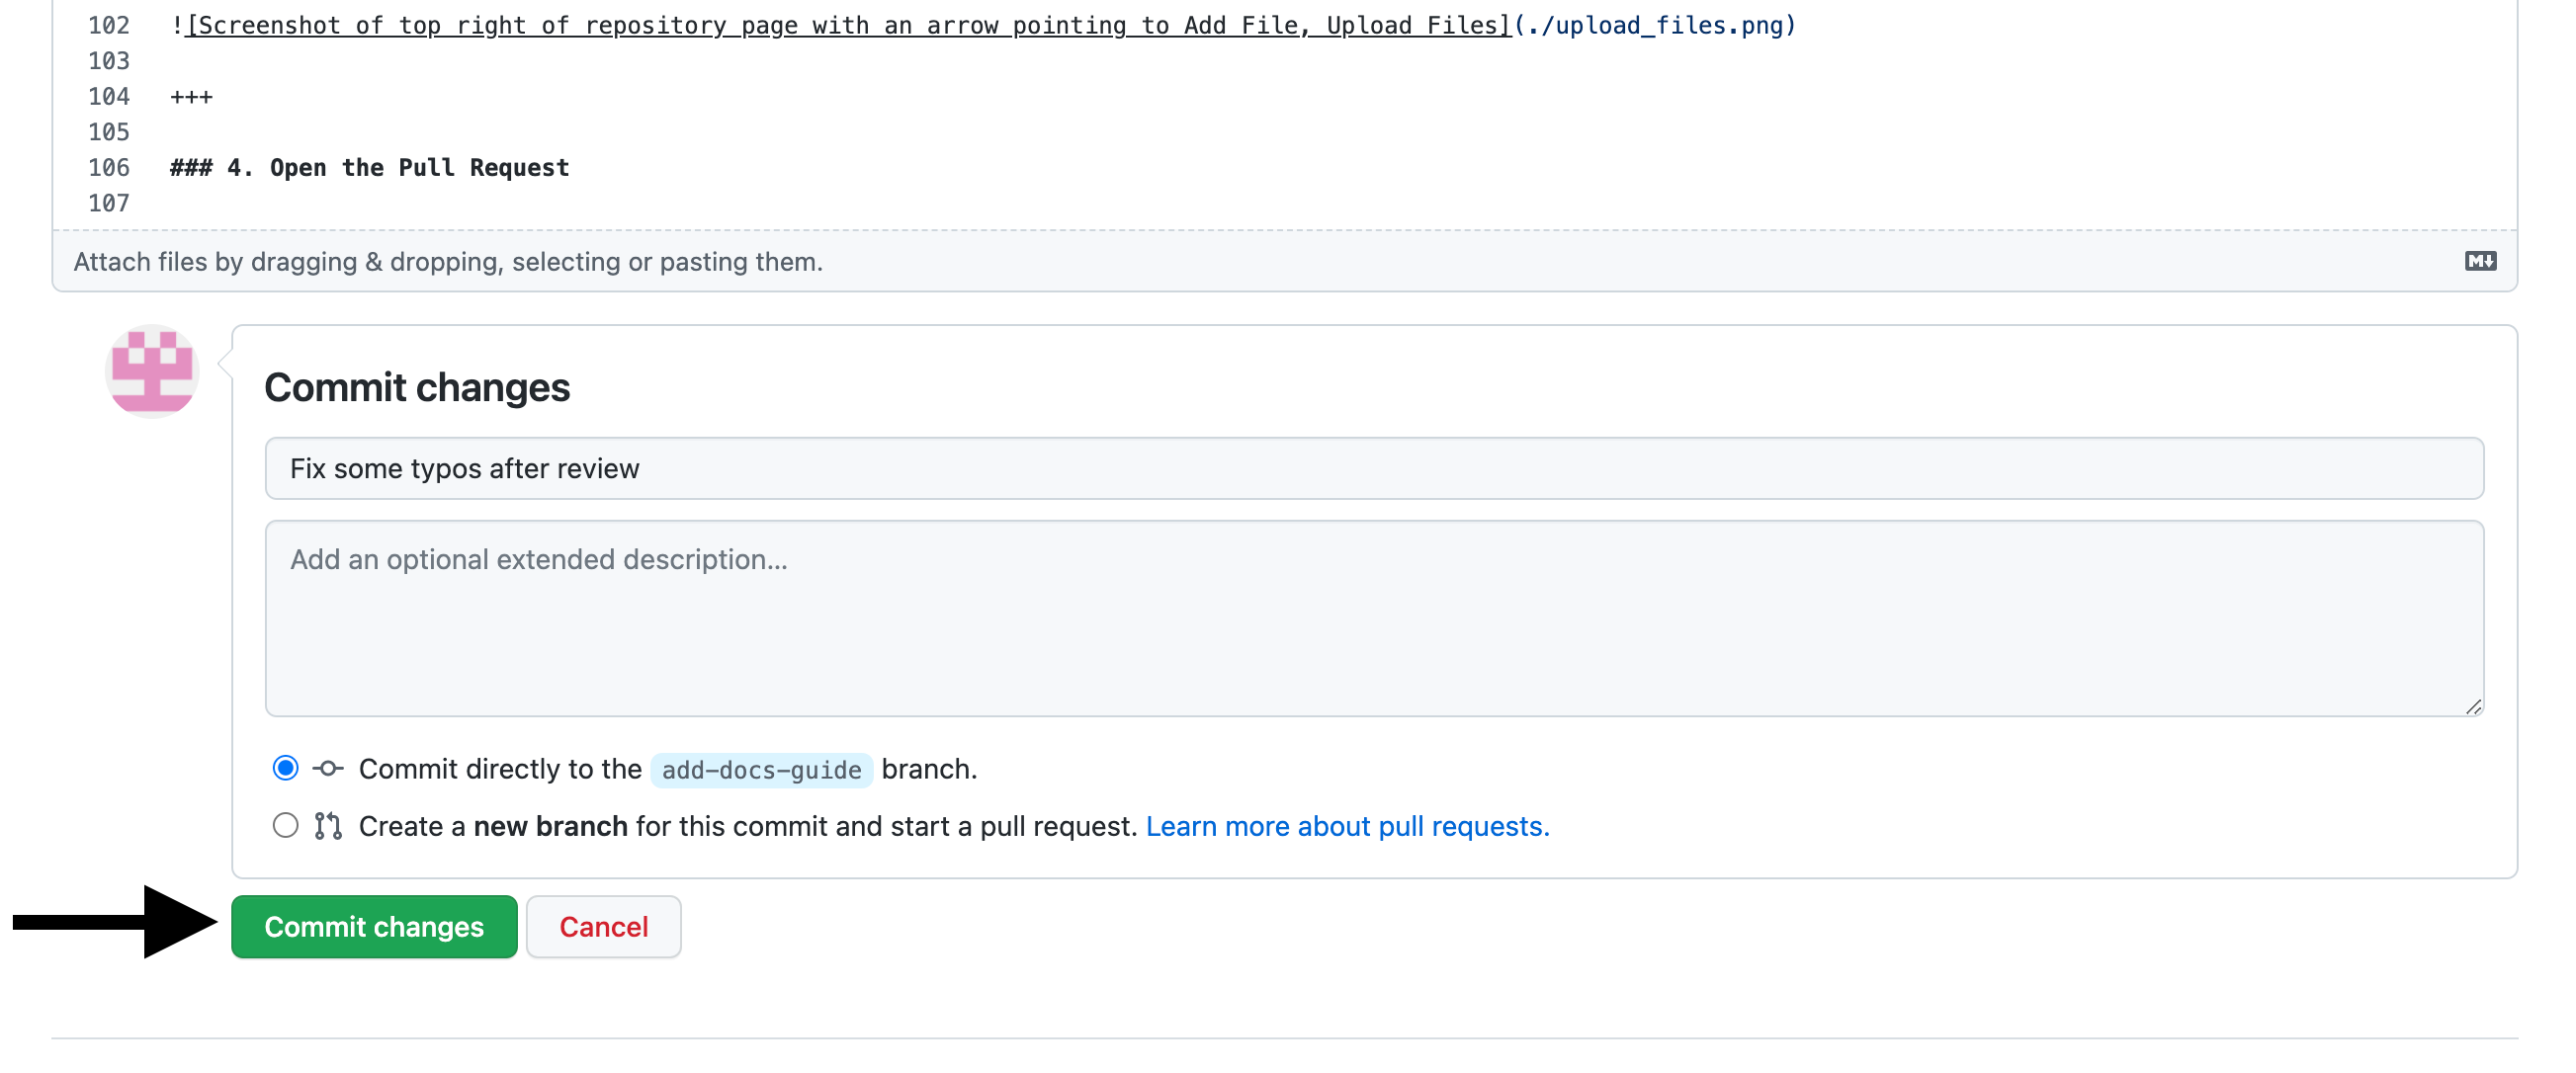 102 ![Screenshot of top right of repository page with an arrow pointing to Add File, Upload Files](./upload_files.png)
103
104 +++
105
106 ### 4. Open the Pull Request
107
Attach files by dragging & dropping, selecting or pasting them.
M↓
Commit changes
Fix some typos after review
Add an optional extended description...
Commit directly to the add-docs-guide branch.
Create a new branch for this commit and start a pull request. Learn more about pull requests.
Commit changes Cancel